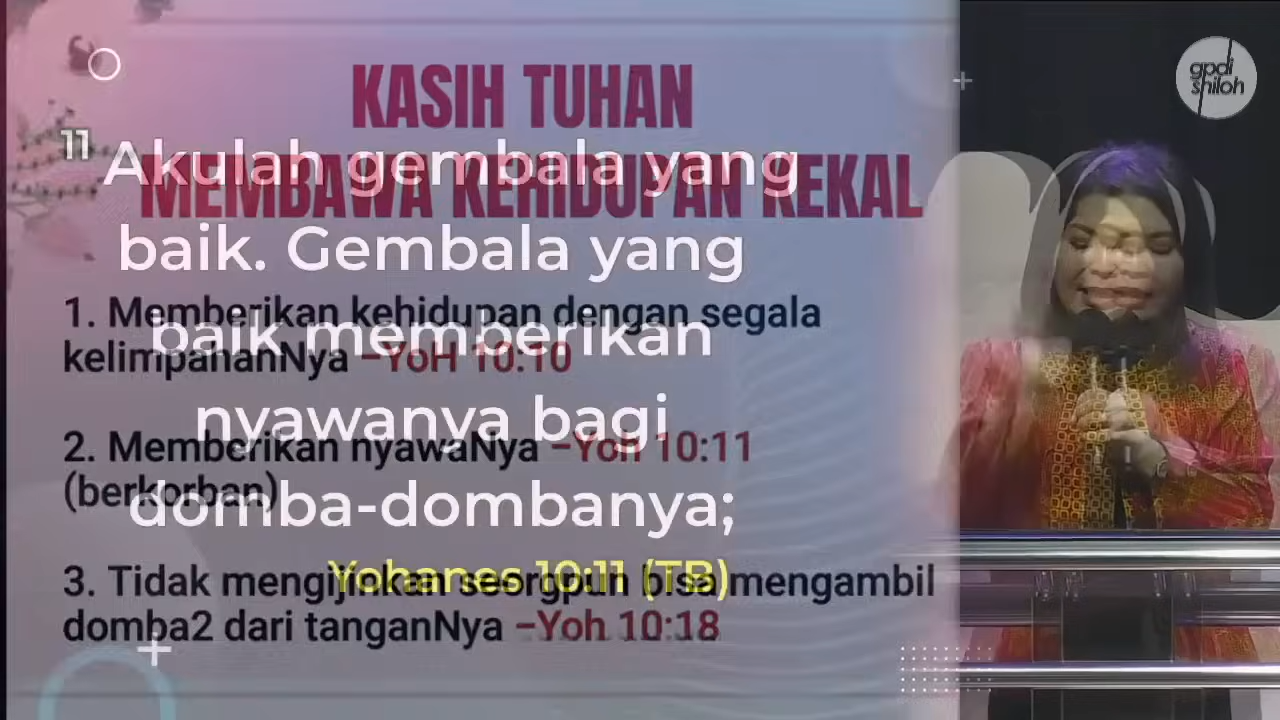 gpdi
shiloh
KASIH TUHAN
MEMBAWA KEHIDUPAN KEKAL
1. Memberikan kehidupan dengan segala
kelimpahanNya –YoH 10:10
2. Memberikan nyawaNya –Yoh 10:11
(berkorban)
3. Tidak mengijinkan seorgpun bisa mengambil
domba2 dari tanganNya –Yoh 10:18
11 Akulah gembala yang
baik. Gembala yang
baik memberikan
nyawanya bagi
domba-dombanya;
Yohanes 10:11 (TB)